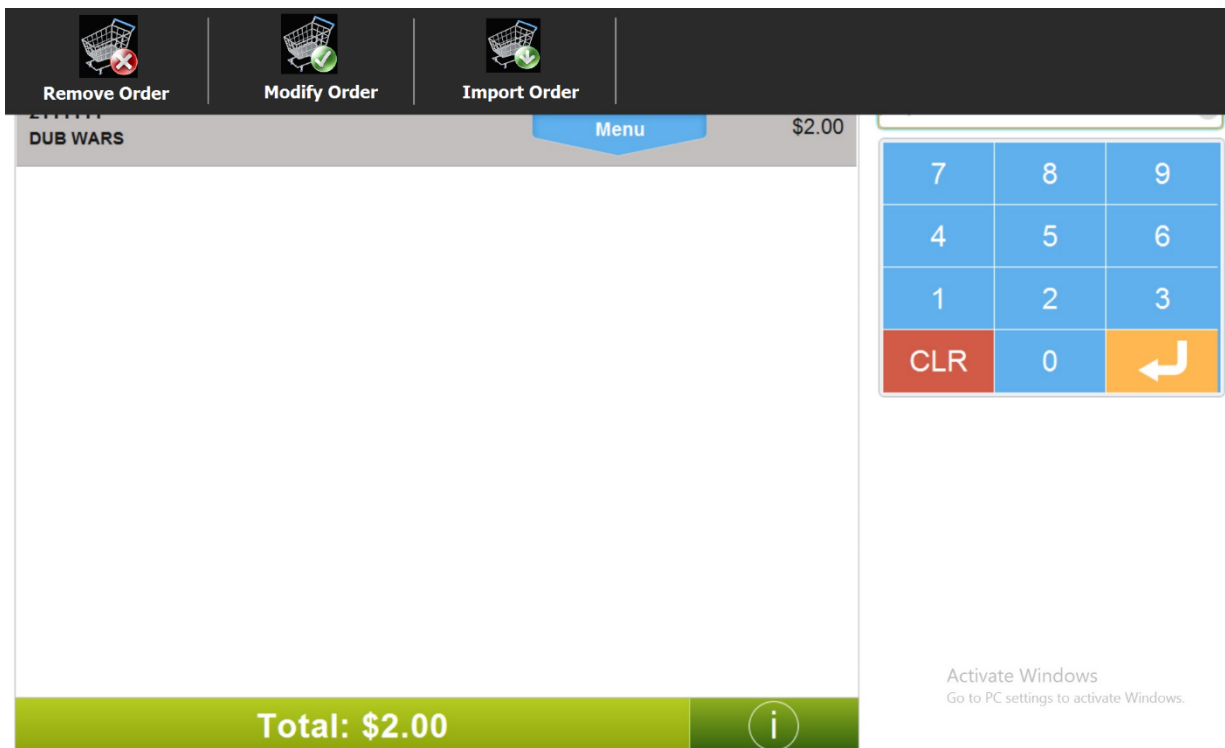 Remove Order
Modify Order
Import Order
DUB WARS
Menu
$2.00
7 8 9
4 5 6
1 2 3
CLR 0
Total: $2.00
i
Activate Windows
Go to PC settings to activate Windows.